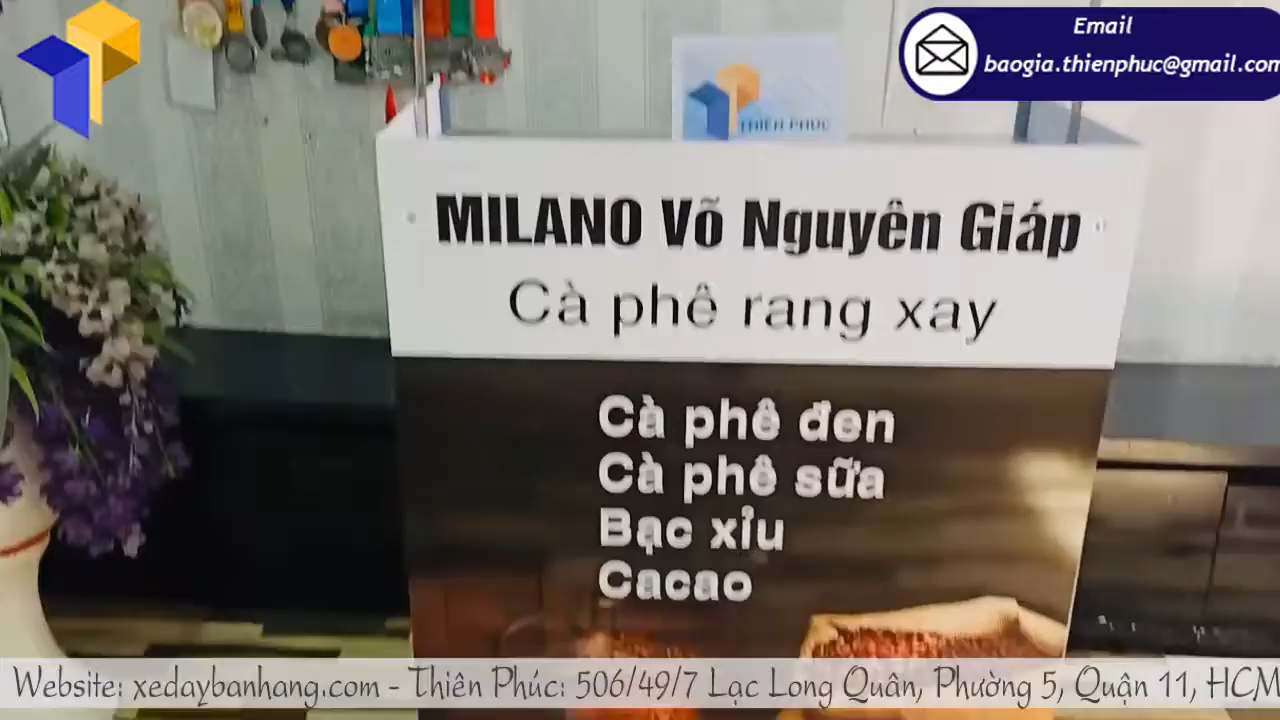 Email
baogia.thienphuc@gmail.com
THIÊN PHÚC
MILANO Võ Nguyên Giáp
Cà phê rang xay
Cà phê đen
Cà phê sữa
Bạc xỉu
Cacao
Website: xedaybanhang.com - Thiên Phúc: 506/49/7 Lạc Long Quân, Phường 5, Quận 11, HCM